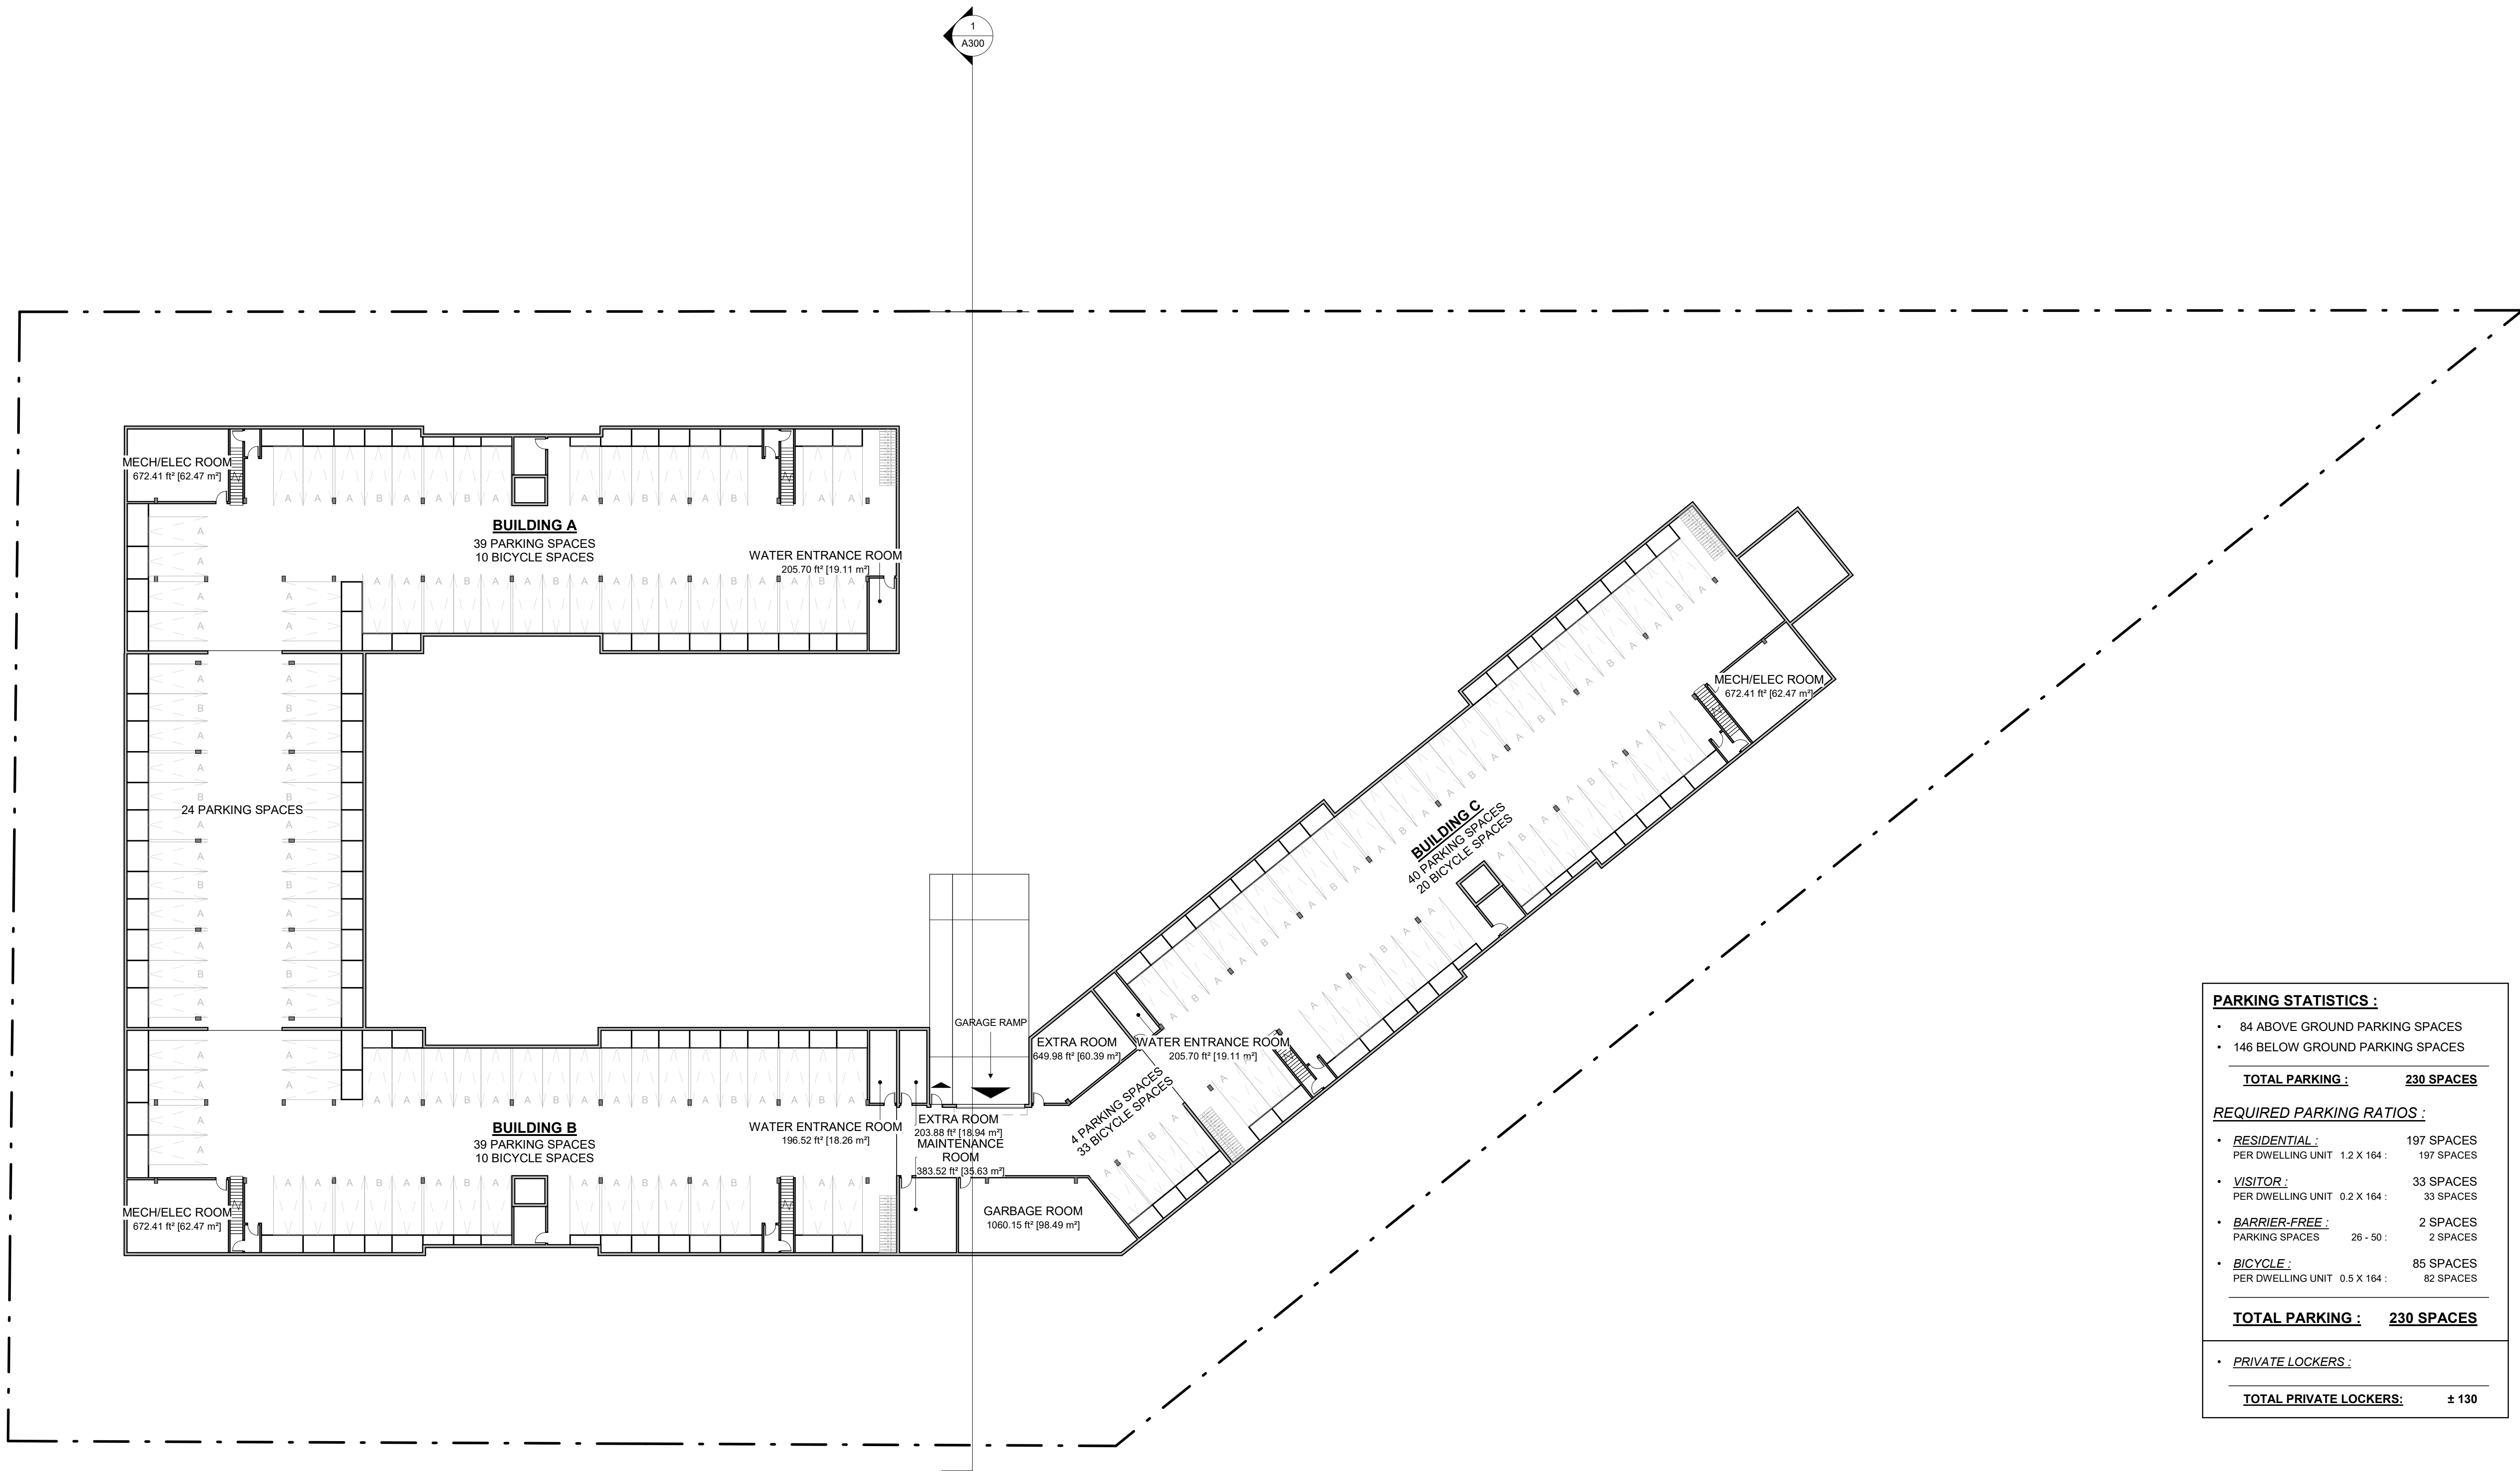 1
A300
MECH/ELEC ROOM
672.41 ft² [62.47 m²]
A A A B A A B A A A B A A B A A
BUILDING A
39 PARKING SPACES
10 BICYCLE SPACES
WATER ENTRANCE ROOM
205.70 ft² [19.11 m²]
A
A
A
A
A
A
A A A B A A B A A A B A A B A B A
A
B
A
A
B
A
A
B
A
A
B
A
24 PARKING SPACES
A
B
A
A
B
A
A
B
A
A
B
A
MECH/ELEC ROOM
672.41 ft² [62.47 m²]
BUILDING C
40 PARKING SPACES
20 BICYCLE SPACES
GARAGE RAMP
EXTRA ROOM
649.98 ft² [60.39 m²]
WATER ENTRANCE ROOM
205.70 ft² [19.11 m²]
4 PARKING SPACES
33 BICYCLE SPACES
A
A
A
A
A
A
A A A B A A B A A A B A A B A B A
BUILDING B
39 PARKING SPACES
10 BICYCLE SPACES
WATER ENTRANCE ROOM
196.52 ft² [18.26 m²]
EXTRA ROOM
203.88 ft² [18.94 m²]
MAINTENANCE
ROOM
383.52 ft² [35.63 m²]
A A A B A A B A A A B A A B A A
MECH/ELEC ROOM
672.41 ft² [62.47 m²]
GARBAGE ROOM
1060.15 ft² [98.49 m²]
PARKING STATISTICS :
• 84 ABOVE GROUND PARKING SPACES
• 146 BELOW GROUND PARKING SPACES
TOTAL PARKING : 230 SPACES
REQUIRED PARKING RATIOS :
• RESIDENTIAL : 197 SPACES
PER DWELLING UNIT 1.2 X 164 : 197 SPACES
• VISITOR : 33 SPACES
PER DWELLING UNIT 0.2 X 164 : 33 SPACES
• BARRIER-FREE : 2 SPACES
PARKING SPACES 26 - 50 : 2 SPACES
• BICYCLE : 85 SPACES
PER DWELLING UNIT 0.5 X 164 : 82 SPACES
TOTAL PARKING : 230 SPACES
• PRIVATE LOCKERS :
TOTAL PRIVATE LOCKERS: ± 130